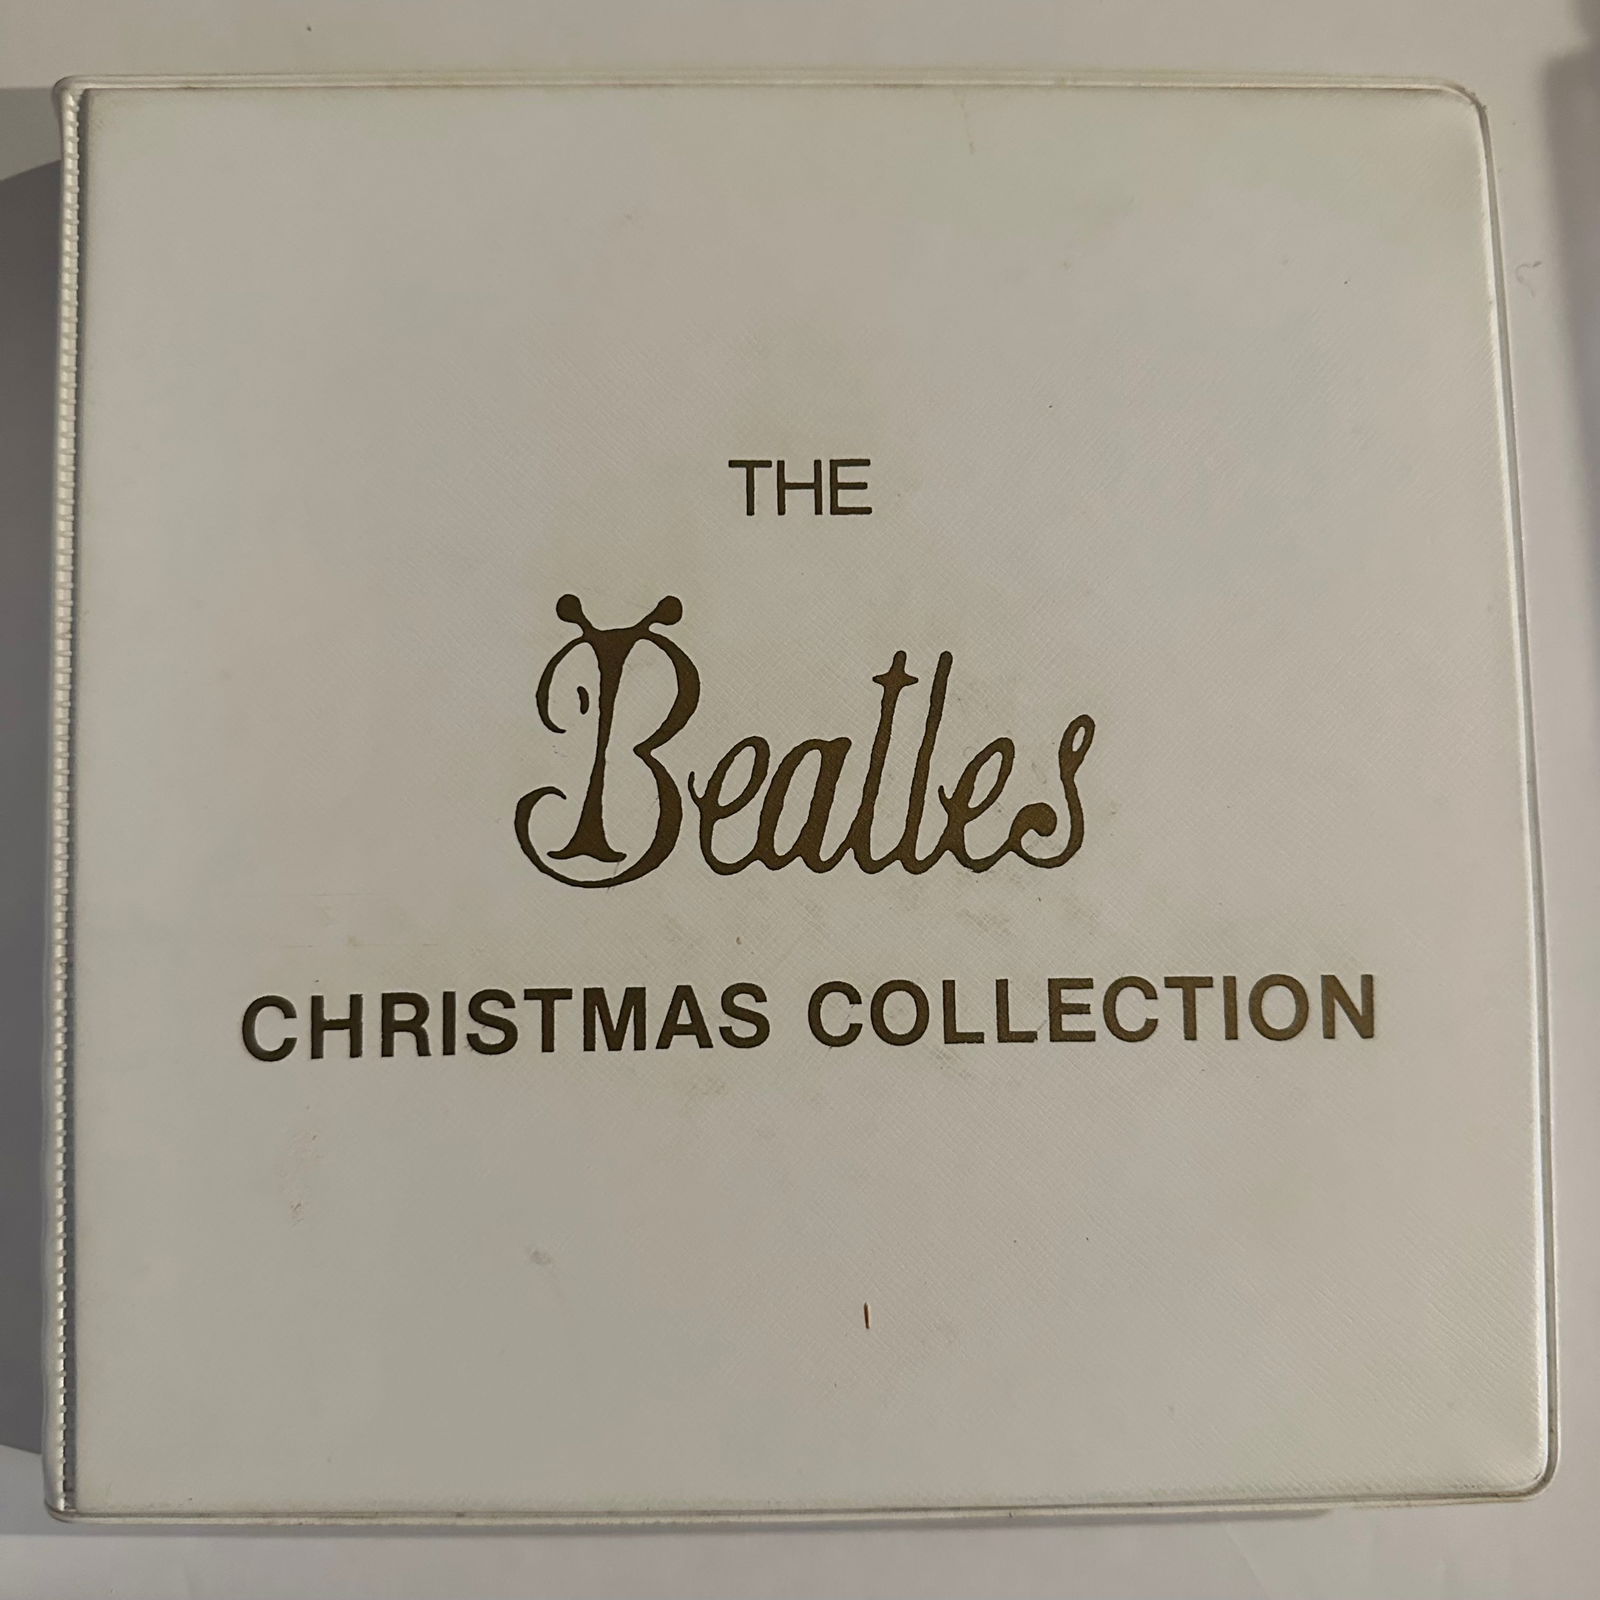 THE
Beatles
CHRISTMAS COLLECTION